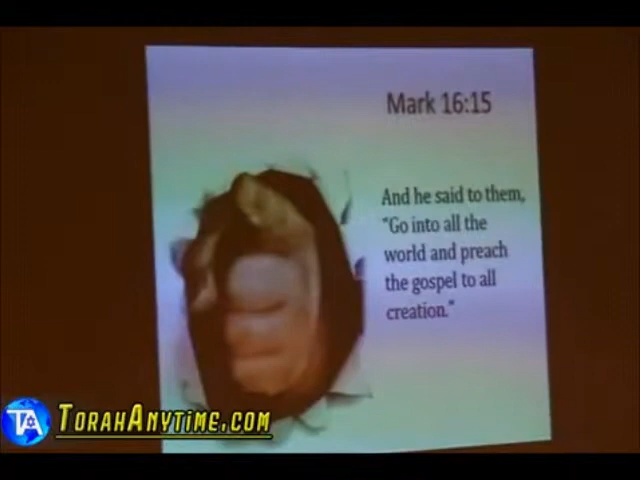 Mark 16:15
And he said to them,
"Go into all the
world and preach
the gospel to all
creation."
TA TORAHANYTIME.COM